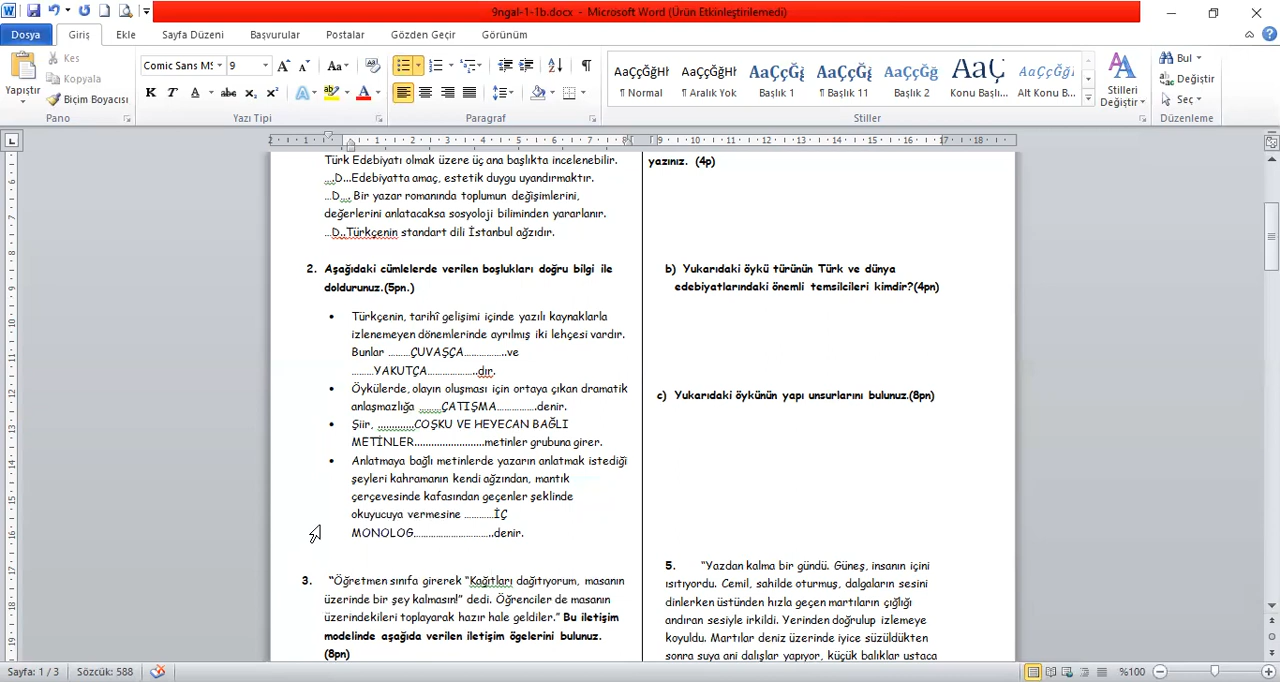 9ngal-1-1b.docx - Microsoft Word (Ürün Etkinleştirilemedi)
Dosya Giriş Ekle Sayfa Düzeni Başvurular Postalar Gözden Geçir Görünüm
Yapıştır
Kes
Kopyala
Biçim Boyacısı
Pano
Comic Sans MS 9
Yazı Tipi
Paragraf
AaÇçĞğHł AaÇçĞğHł AaÇçĞğ AaÇçĞğ AaÇçĞğ AaÇ AaÇçĞğH
¶ Normal ¶ Aralık Yok Başlık 1 ¶ Başlık 11 Başlık 2 Konu Başlı... Alt Konu B...
Stilleri Değiştir
Stiller
Bul
Değiştir
Seç
Düzenleme
Türk Edebiyatı olmak üzere üç ana başlıkta incelenebilir.
...D...Edebiyatta amaç, estetik duygu uyandırmaktır.
...D... Bir yazar romanında toplumun değişimlerini,
değerlerini anlatacaksa sosyoloji biliminden yararlanır.
...D..Türkçenin standart dili İstanbul ağzıdır.
2. Aşağıdaki cümlelerde verilen boşlukları doğru bilgi ile
doldurunuz.(5pn.)
• Türkçenin, tarihî gelişimi içinde yazılı kaynaklarla
izlenemeyen dönemlerinde ayrılmış iki lehçesi vardır.
Bunlar .........ÇUVAŞÇA...............ve
.........YAKUTÇA.................dır.
• Öykülerde, olayın oluşması için ortaya çıkan dramatik
anlaşmazlığa .........ÇATIŞMA...............denir.
• Şiir, .............COŞKU VE HEYECAN BAĞLI
METİNLER.........................metinler grubuna girer.
• Anlatmaya bağlı metinlerde yazarın anlatmak istediği
şeyleri kahramanın kendi ağzından, mantık
çerçevesinde kafasından geçenler şeklinde
okuyucuya vermesine ...........İÇ
MONOLOG.............................denir.
3. “Öğretmen sınıfa girerek “Kağıtları dağıtıyorum, masanın
üzerinde bir şey kalmasın!” dedi. Öğrenciler de masanın
üzerindekileri toplayarak hazır hale geldiler.” Bu iletişim
modelinde aşağıda verilen iletişim ögelerini bulunuz.
(8pn)
yazınız. (4p)
b) Yukarıdaki öykü türünün Türk ve dünya
edebiyatlarındaki önemli temsilcileri kimdir?(4pn)
c) Yukarıdaki öykünün yapı unsurlarını bulunuz.(8pn)
5. “Yazdan kalma bir gündü. Güneş, insanın içini
ısıtıyordu. Cemil, sahilde oturmuş, dalgaların sesini
dinlerken üstünden hızla geçen martıların çığlığı
andıran sesiyle irkildi. Yerinden doğrulup izlemeye
koyuldu. Martılar deniz üzerinde iyice süzüldükten
sonra suya ani dalışlar yapıyor, küçük balıkları ustaca
Sayfa: 1 / 3 Sözcük: 588 %100